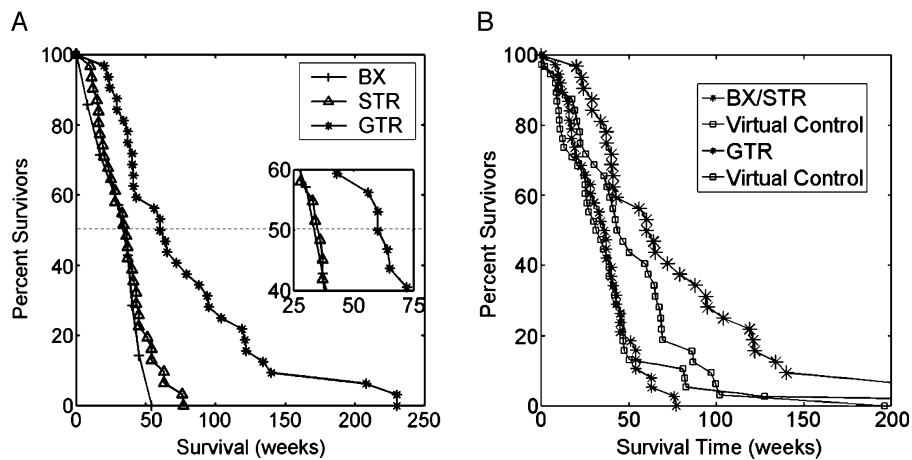 A
Percent Survivors
100
80
60
40
20
0
0
50
100
150
200
250
Survival (weeks)
BX
STR
GTR
60
50
40
25
50
75
B
Percent Survivors
100
80
60
40
20
0
0
50
100
150
200
Survival Time (weeks)
BX/STR
Virtual Control
GTR
Virtual Control